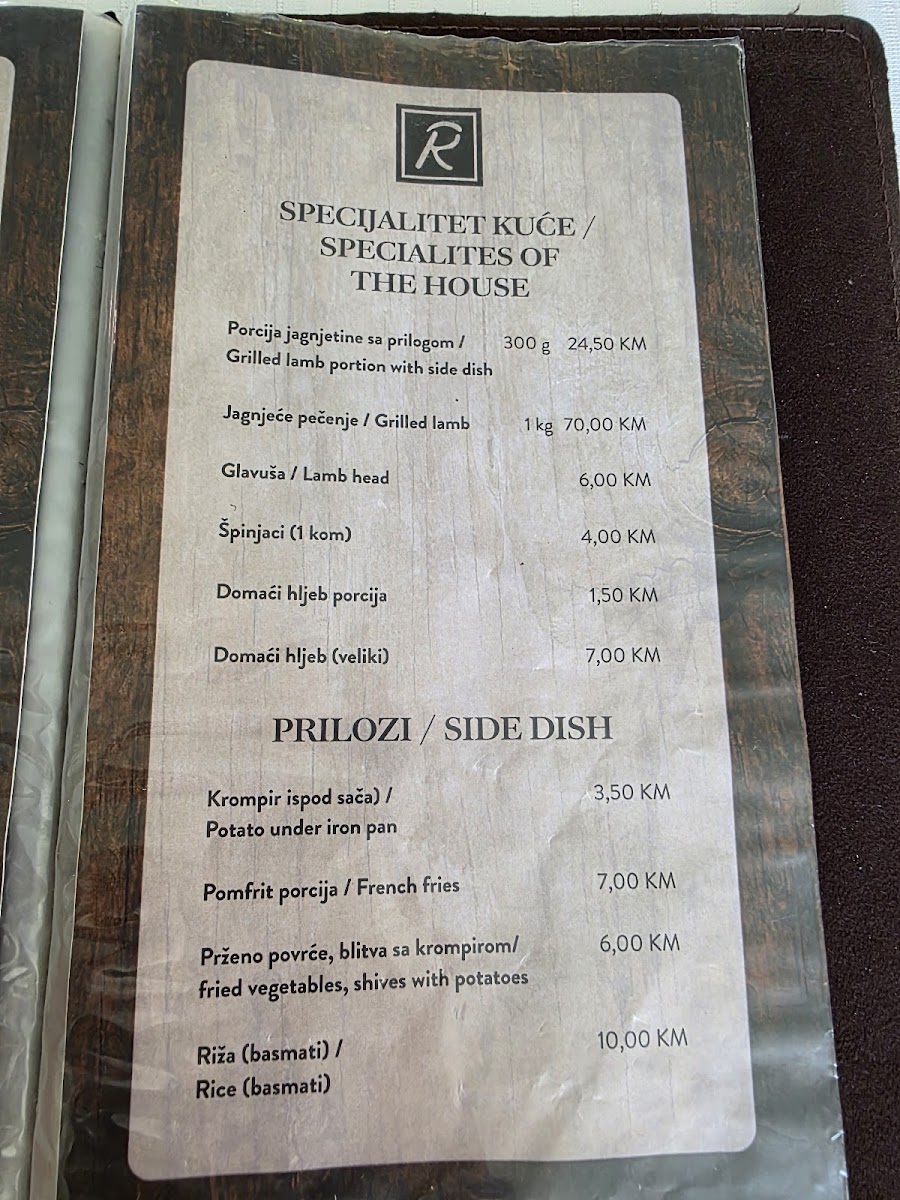 R
SPECIJALITET KUĆE /
SPECIALITES OF
THE HOUSE
Porcija jagnjetine sa prilogom / 300 g 24,50 KM
Grilled lamb portion with side dish
Jagnjeće pečenje / Grilled lamb 1 kg 70,00 KM
Glavuša / Lamb head 6,00 KM
Špinjaci (1 kom) 4,00 KM
Domaći hljeb porcija 1,50 KM
Domaći hljeb (veliki) 7,00 KM
PRILOZI / SIDE DISH
Krompir ispod sača) / 3,50 KM
Potato under iron pan
Pomfrit porcija / French fries 7,00 KM
Prženo povrće, blitva sa krompirom/ 6,00 KM
fried vegetables, shives with potatoes
Riža (basmati) / 10,00 KM
Rice (basmati)